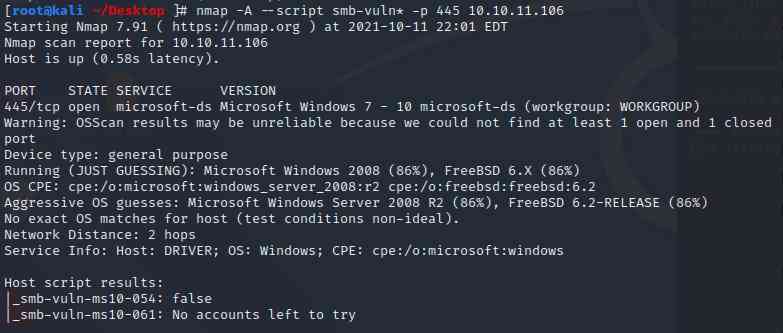 [root@kali ~/Desktop ]# nmap -A --script smb-vuln* -p 445 10.10.11.106
Starting Nmap 7.91 ( https://nmap.org ) at 2021-10-11 22:01 EDT
Nmap scan report for 10.10.11.106
Host is up (0.58s latency).
PORT    STATE SERVICE      VERSION
445/tcp open  microsoft-ds Microsoft Windows 7 - 10 microsoft-ds (workgroup: WORKGROUP)
Warning: OSScan results may be unreliable because we could not find at least 1 open and 1 closed
port
Device type: general purpose
Running (JUST GUESSING): Microsoft Windows 2008 (86%), FreeBSD 6.X (86%)
OS CPE: cpe:/o:microsoft:windows_server_2008:r2 cpe:/o:freebsd:freebsd:6.2
Aggressive OS guesses: Microsoft Windows Server 2008 R2 (86%), FreeBSD 6.2-RELEASE (86%)
No exact OS matches for host (test conditions non-ideal).
Network Distance: 2 hops
Service Info: Host: DRIVER; OS: Windows; CPE: cpe:/o:microsoft:windows
Host script results:
|_smb-vuln-ms10-054: false
|_smb-vuln-ms10-061: No accounts left to try